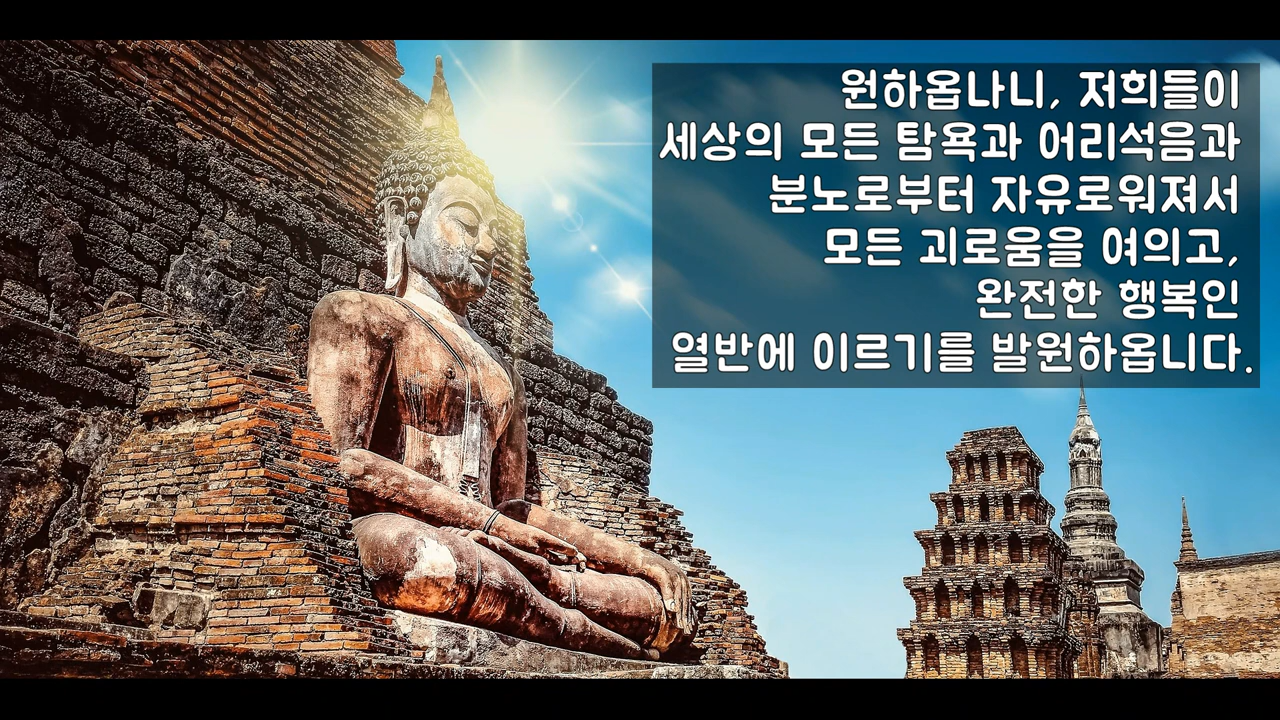 원하옵나니, 저희들이
세상의 모든 탐욕과 어리석음과
분노로부터 자유로워져서
모든 괴로움을 여의고,
완전한 행복인
열반에 이르기를 발원하옵니다.